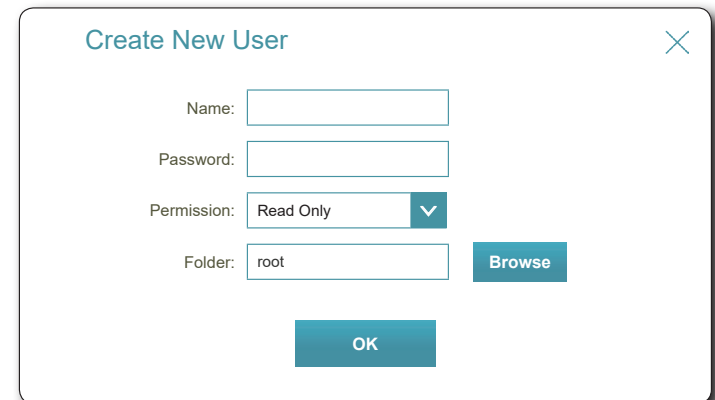 Create New User
Name:
Password:
Permission: Read Only
Folder: root Browse
OK